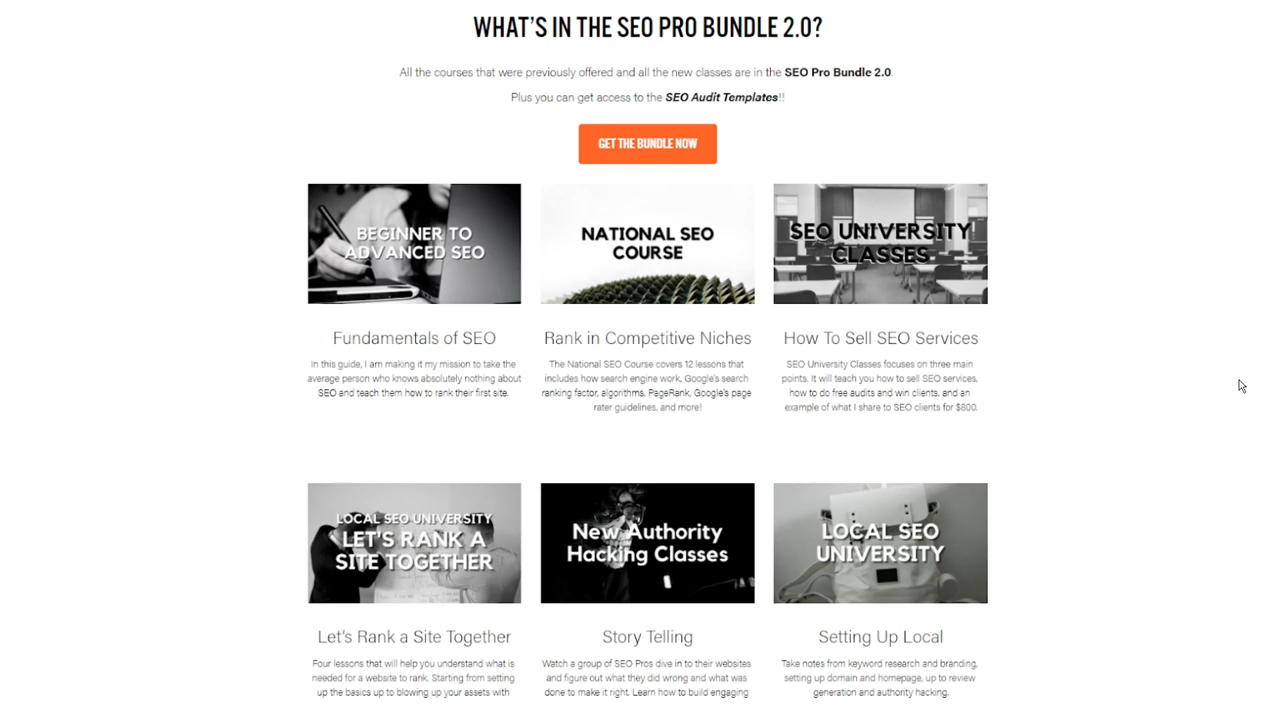 WHAT'S IN THE SEO PRO BUNDLE 2.0?
All the courses that were previously offered and all the new classes are in the SEO Pro Bundle 2.0.
Plus you can get access to the SEO Audit Templates!!
GET THE BUNDLE NOW
BEGINNER TO
ADVANCED SEO
Fundamentals of SEO
In this guide, I am making it my mission to take the
average person who knows absolutely nothing about
SEO and teach them how to rank their first site.
NATIONAL SEO
COURSE
Rank in Competitive Niches
The National SEO Course covers 12 lessons that
includes how search engine work, Google's search
ranking factor, algorithms, PageRank, Google's page
rater guidelines, and more!
SEO UNIVERSITY
CLASSES
How To Sell SEO Services
SEO University Classes focuses on three main
points. It will teach you how to sell SEO services,
how to do free audits and win clients, and an
example of what I share to SEO clients for $800.
LOCAL SEO UNIVERSITY
LET'S RANK A
SITE TOGETHER
Let's Rank a Site Together
Four lessons that will help you understand what is
needed for a website to rank. Starting from setting
up the basics up to blowing up your assets with
New Authority
Hacking Classes
Story Telling
Watch a group of SEO Pros dive in to their websites
and figure out what they did wrong and what was
done to make it right. Learn how to build engaging
LOCAL SEO
UNIVERSITY
Setting Up Local
Take notes from keyword research and branding,
setting up domain and homepage, up to review
generation and authority hacking.